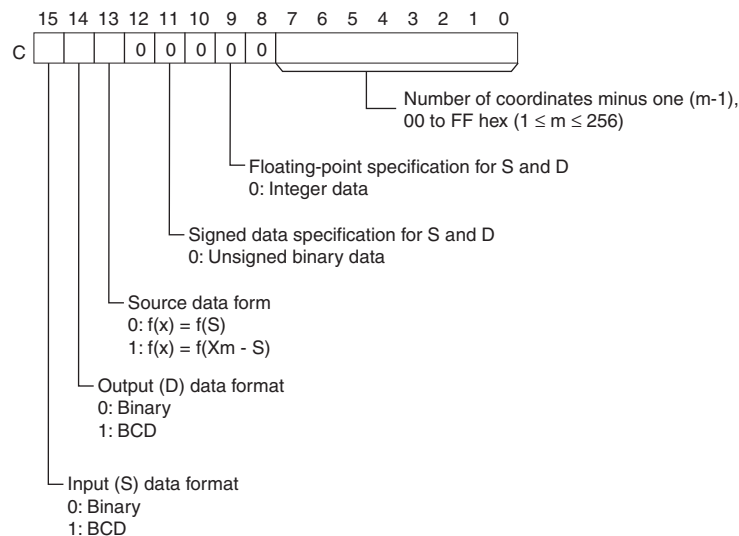 15 14 13 12 11 10 9 8 7 6 5 4 3 2 1 0
C 0 0 0 0 0
Number of coordinates minus one (m-1),
00 to FF hex (1 ≤ m ≤ 256)
Floating-point specification for S and D
0: Integer data
Signed data specification for S and D
0: Unsigned binary data
Source data form
0: f(x) = f(S)
1: f(x) = f(Xm - S)
Output (D) data format
0: Binary
1: BCD
Input (S) data format
0: Binary
1: BCD